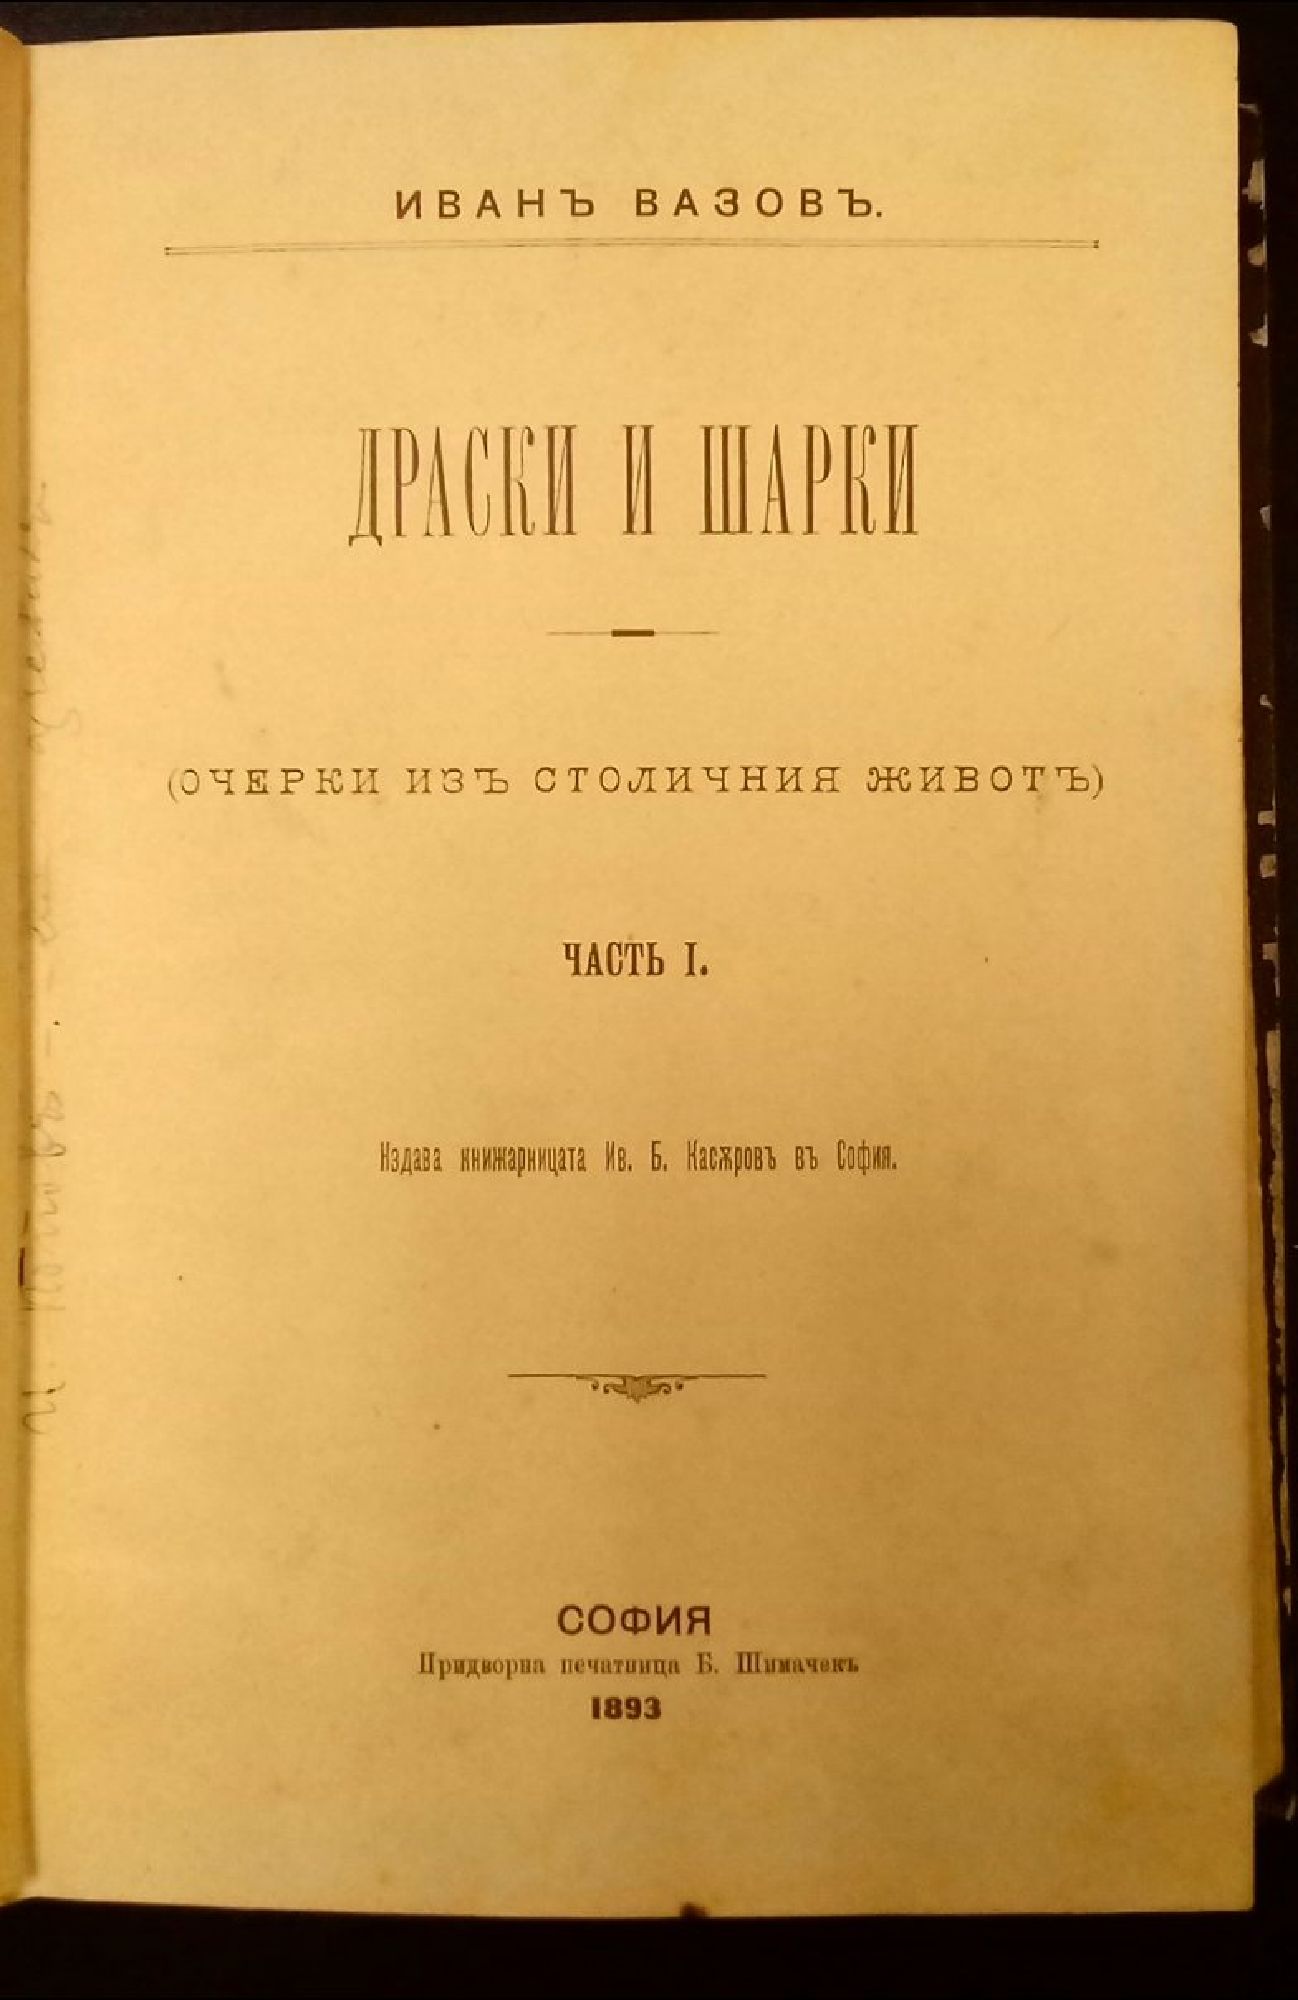 ИВАНЪ ВАЗОВЪ.
ДРАСКИ И ШАРКИ
(ОЧЕРКИ ИЗЪ СТОЛИЧНИЯ ЖИВОТЪ)
ЧАСТЬ I.
Издава книжарницата Ив. Б. Касѫровъ въ София.
СОФИЯ
Придворна печатница Б. Шимачекъ
1893